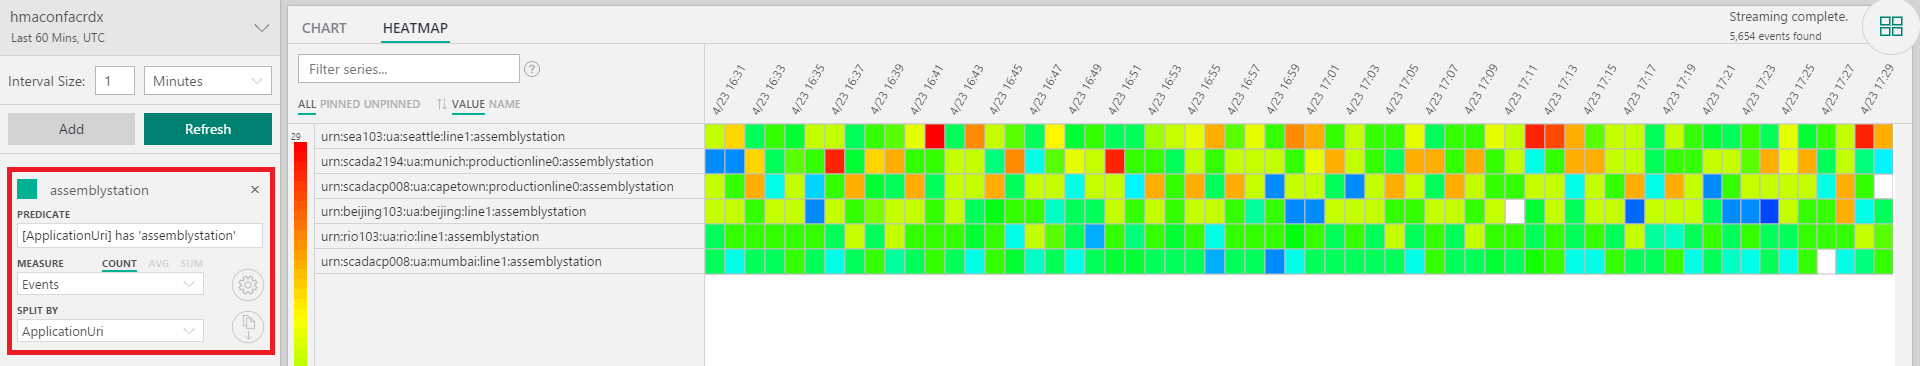 hmaconfacrdx
Last 60 Mins, UTC
Interval Size: 1 Minutes
Add Refresh
assemblystation ×
PREDICATE
[ApplicationUri] has 'assemblystation'
MEASURE COUNT AVG SUM
Events
SPLIT BY
ApplicationUri
CHART HEATMAP
Streaming complete.
5,654 events found
Filter series... ?
ALL PINNED UNPINNED VALUE NAME
4/23 16:31 4/23 16:33 4/23 16:35 4/23 16:37 4/23 16:39 4/23 16:41 4/23 16:43 4/23 16:45 4/23 16:47 4/23 16:49 4/23 16:51 4/23 16:53 4/23 16:55 4/23 16:57 4/23 16:59 4/23 17:01 4/23 17:03 4/23 17:05 4/23 17:07 4/23 17:09 4/23 17:11 4/23 17:13 4/23 17:15 4/23 17:17 4/23 17:19 4/23 17:21 4/23 17:23 4/23 17:25 4/23 17:27 4/23 17:29
29
urn:sea103:ua:seattle:line1:assemblystation
urn:scada2194:ua:munich:productionline0:assemblystation
urn:scadacp008:ua:capetown:productionline0:assemblystation
urn:beijing103:ua:beijing:line1:assemblystation
urn:rio103:ua:rio:line1:assemblystation
urn:scadacp008:ua:mumbai:line1:assemblystation